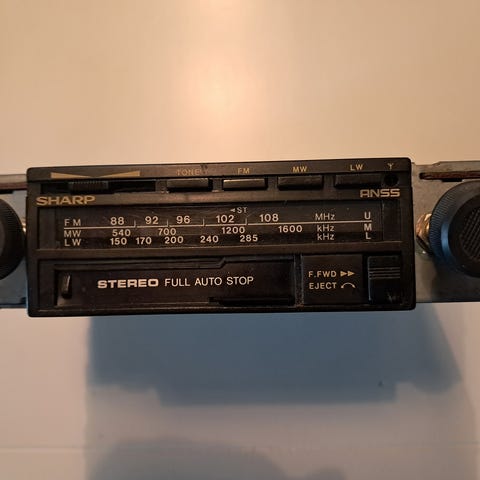 TONE FM MW LW
SHARP ANSS
◄ST
FM 88 92 96 102 108 MHz U
MW 540 700 1200 1600 kHz M
LW 150 170 200 240 285 kHz L
STEREO FULL AUTO STOP
F.FWD ►►
EJECT